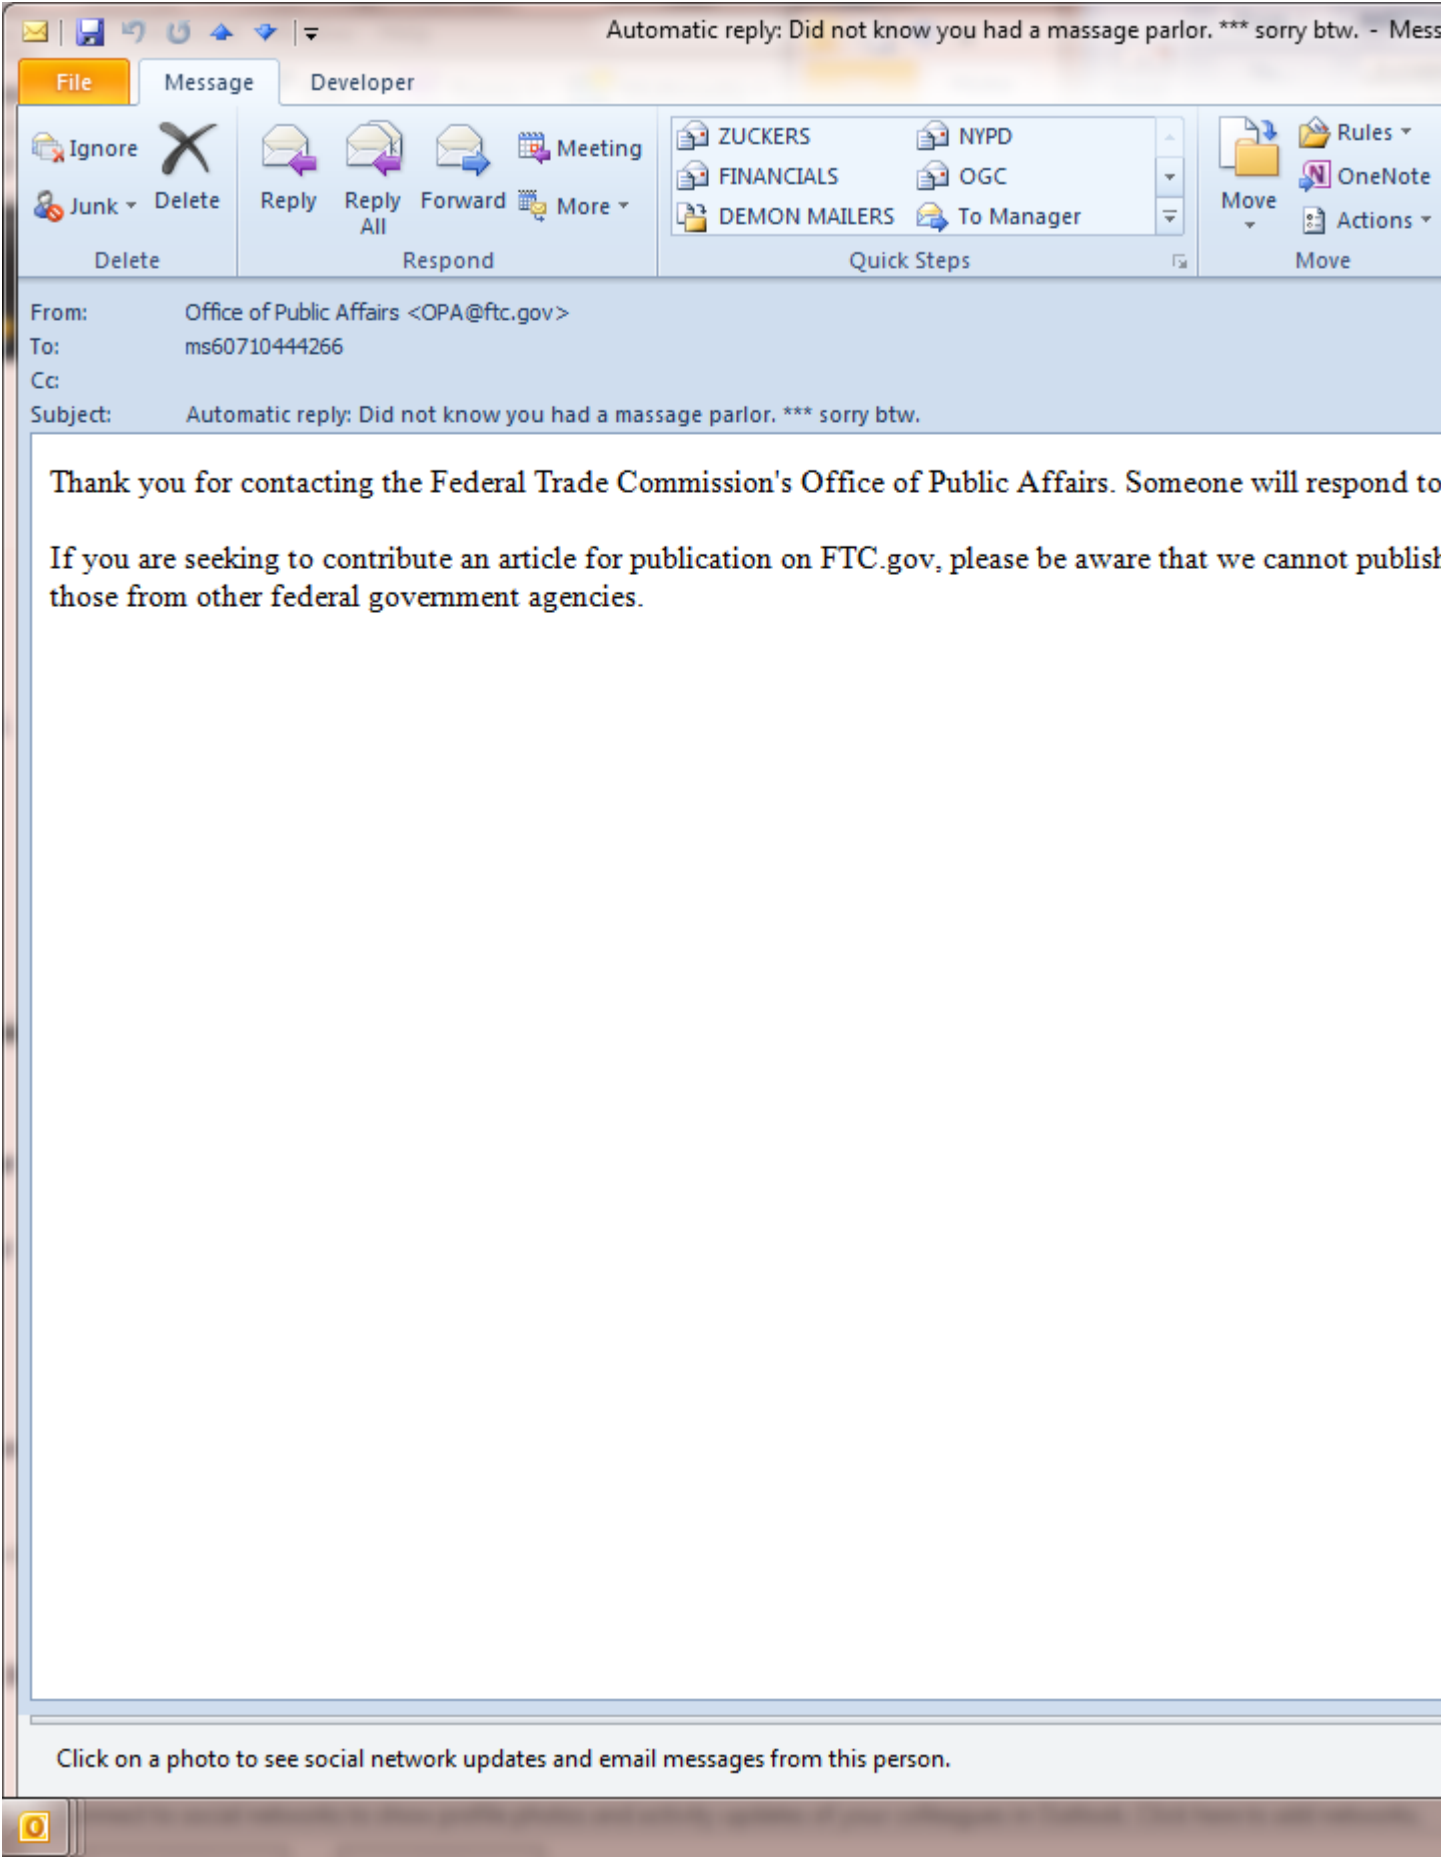 Automatic reply: Did not know you had a massage parlor. *** sorry btw. - Mess
File Message Developer
Ignore
Junk
Delete
Delete
Reply
Reply All
Forward
Meeting
More
Respond
ZUCKERS NYPD
FINANCIALS OGC
DEMON MAILERS To Manager
Quick Steps
Move
Rules
OneNote
Actions
Move
From: Office of Public Affairs <OPA@ftc.gov>
To: ms60710444266
Cc:
Subject: Automatic reply: Did not know you had a massage parlor. *** sorry btw.
Thank you for contacting the Federal Trade Commission's Office of Public Affairs. Someone will respond to
If you are seeking to contribute an article for publication on FTC.gov, please be aware that we cannot publish
those from other federal government agencies.
Click on a photo to see social network updates and email messages from this person.